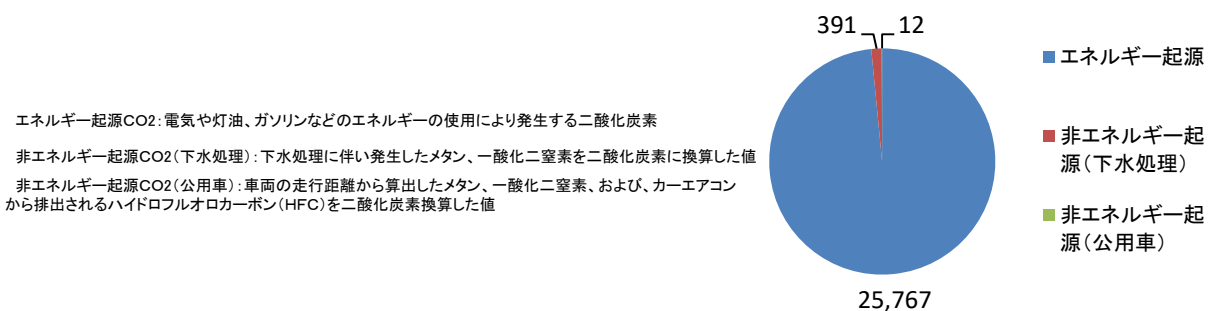 391
12
エネルギー起源
エネルギー起源CO2:電気や灯油、ガソリンなどのエネルギーの使用により発生する二酸化炭素
非エネルギー起源CO2(下水処理):下水処理に伴い発生したメタン、一酸化二窒素を二酸化炭素に換算した値
非エネルギー起源CO2(公用車):車両の走行距離から算出したメタン、一酸化二窒素、および、カーエアコン
から排出されるハイドロフルオロカーボン(HFC)を二酸化炭素換算した値
非エネルギー起
源(下水処理)
非エネルギー起
源(公用車)
25,767